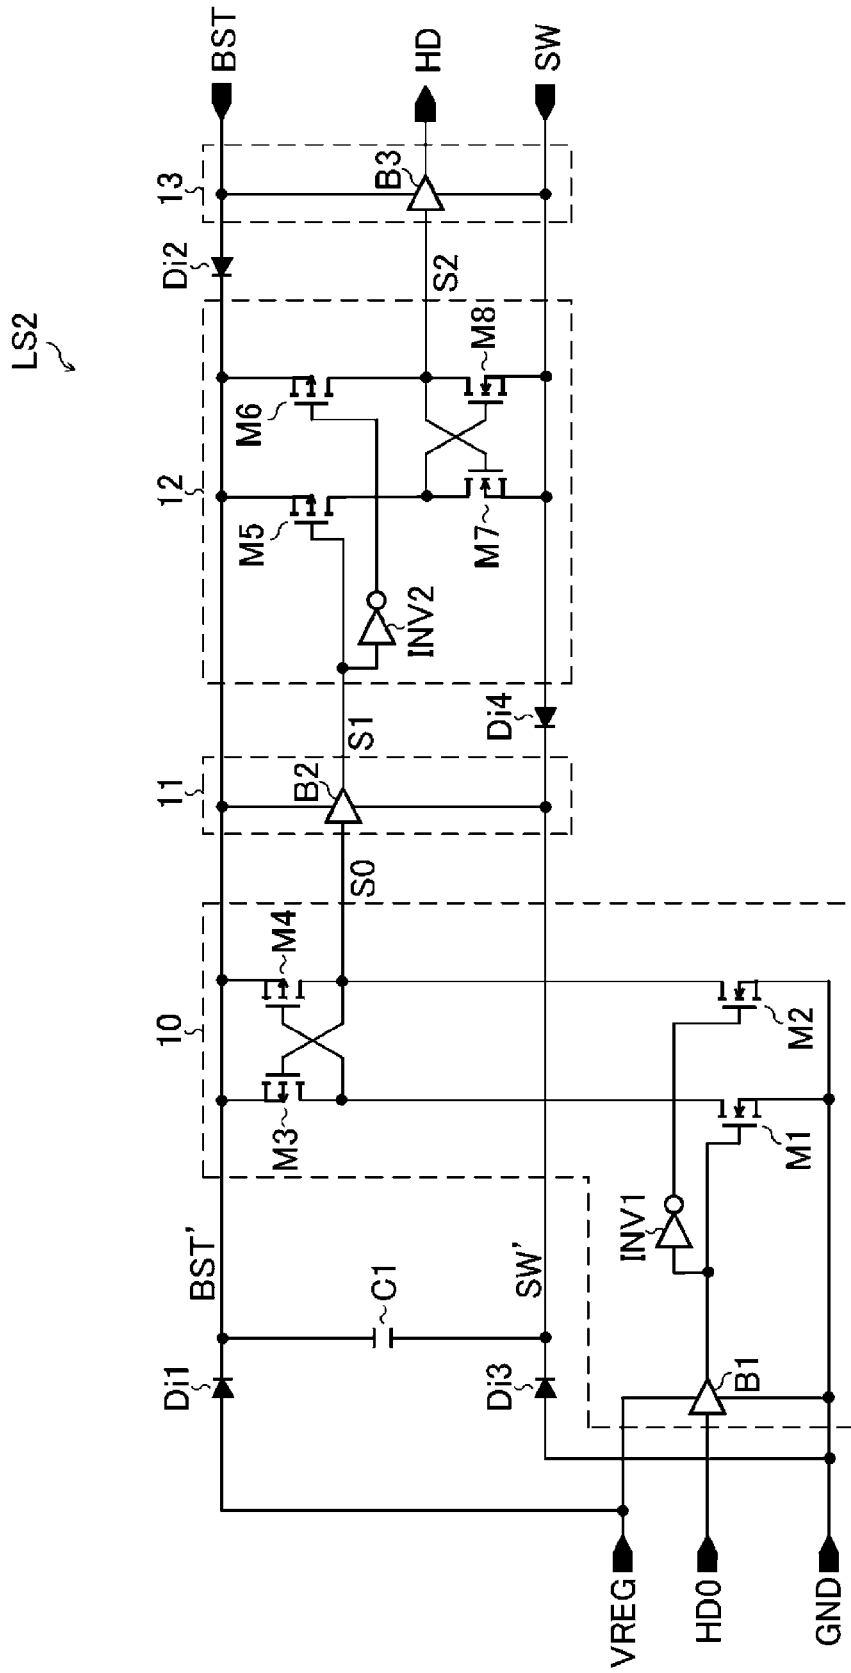 LS2
BST
HD
SW
13
B3
Di2
S2
12
M6
M8
M5
M7
INV2
Di4
S1
11
B2
S0
10
M4
M3
M2
M1
INV1
BST'
SW'
C1
Di1
Di3
B1
VREG
HD0
GND